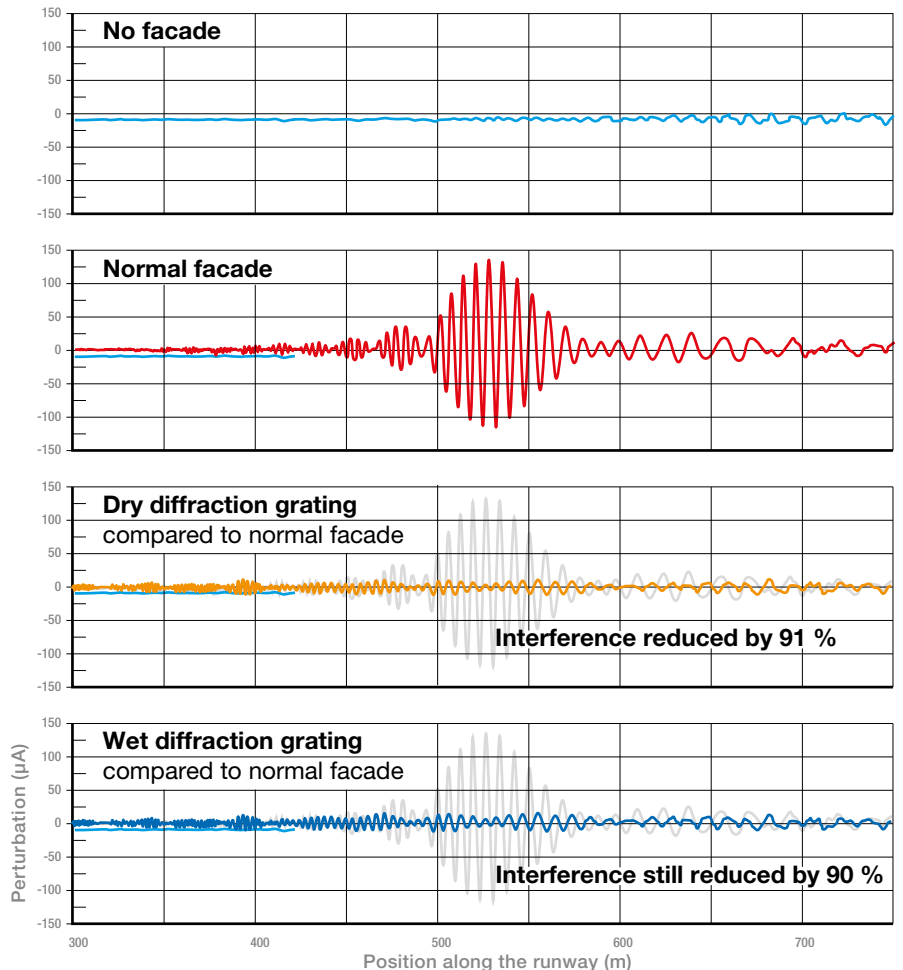 150
No facade
100
50
0
-50
-100
-150
150
Normal facade
100
50
0
-50
-100
-150
150
Dry diffraction grating
100
compared to normal facade
50
0
-50
Interference reduced by 91 %
-100
-150
150
Wet diffraction grating
100
compared to normal facade
50
0
-50
Interference still reduced by 90 %
-100
-150
Perturbation (µA)
300 400 500 600 700
Position along the runway (m)